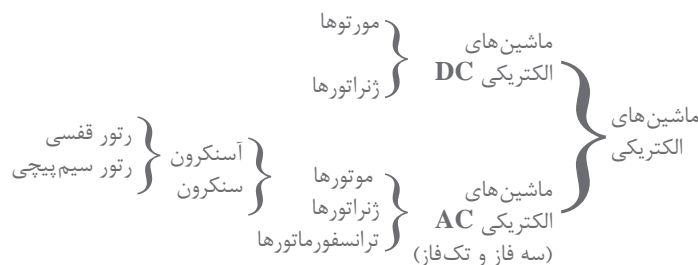 ماشین‌های
الکتریکی
ماشین‌های
الکتریکی DC
مورتوها
ژنراتورها
ماشین‌های
الکتریکی AC
(سه فاز و تک‌فاز)
موتورها
ژنراتورها
ترانسفورماتورها
آسنکرون
سنکرون
رتور قفسی
رتور سیم‌پیچی